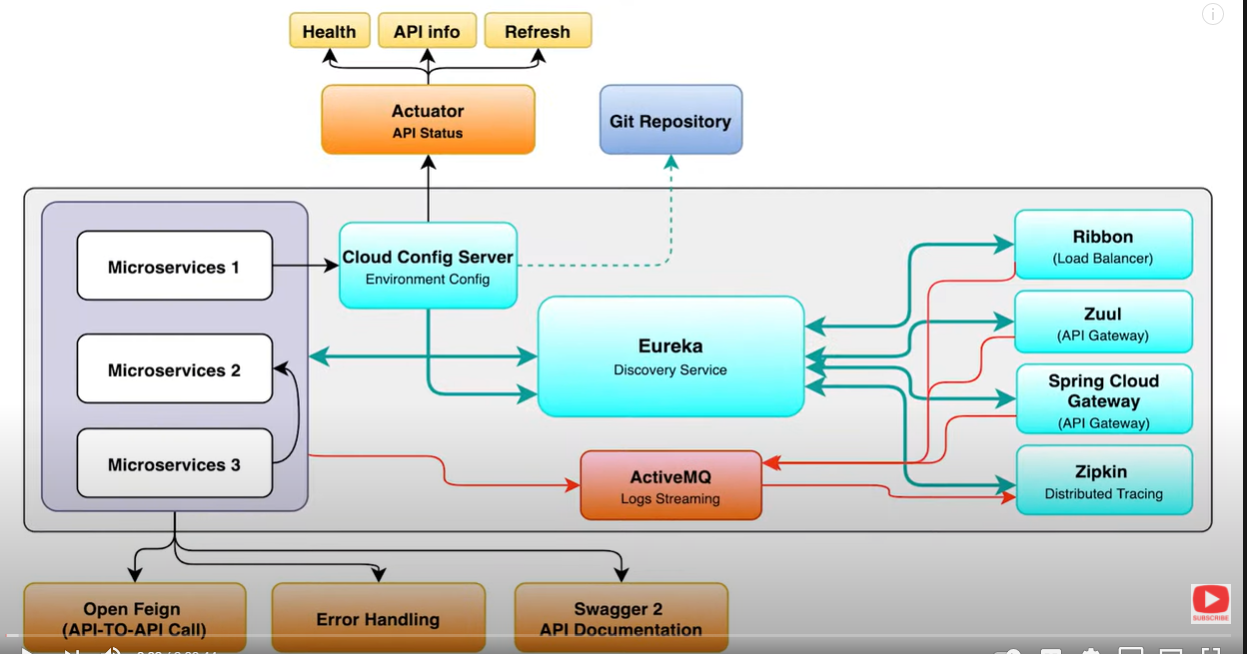 Health
API info
Refresh
Actuator
API Status
Git Repository
Microservices 1
Cloud Config Server
Environment Config
Ribbon
(Load Balancer)
Eureka
Discovery Service
Zuul
(API Gateway)
Microservices 2
Spring Cloud
Gateway
(API Gateway)
Microservices 3
ActiveMQ
Logs Streaming
Zipkin
Distributed Tracing
Open Feign
(API-TO-API Call)
Error Handling
Swagger 2
API Documentation
SUBSCRIBE